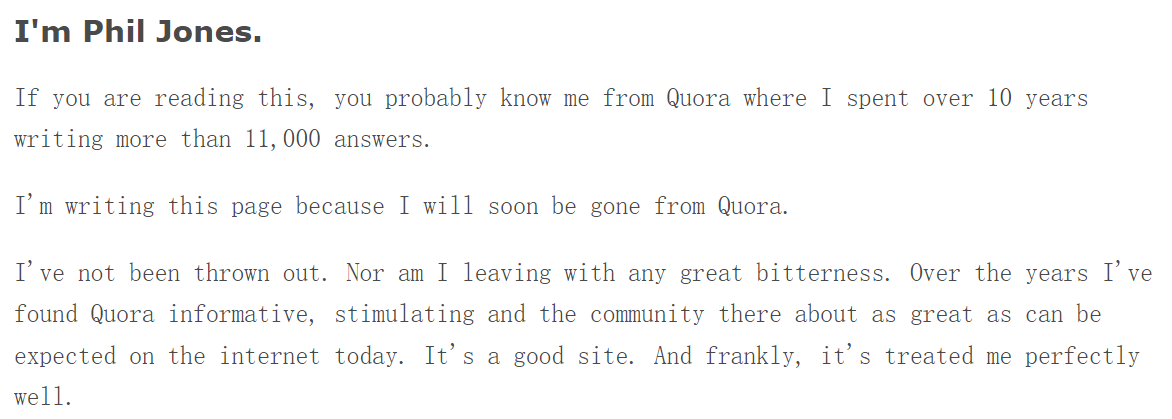 I'm Phil Jones.
If you are reading this, you probably know me from Quora where I spent over 10 years
writing more than 11,000 answers.
I'm writing this page because I will soon be gone from Quora.
I've not been thrown out. Nor am I leaving with any great bitterness. Over the years I've
found Quora informative, stimulating and the community there about as great as can be
expected on the internet today. It's a good site. And frankly, it's treated me perfectly
well.